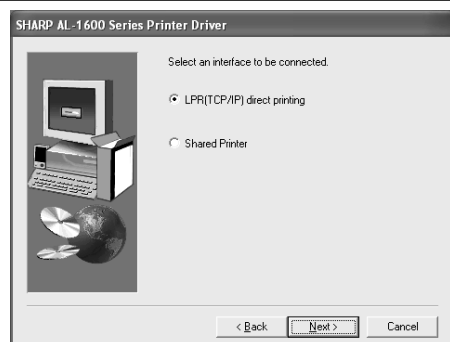 SHARP AL-1600 Series Printer Driver
Select an interface to be connected.
LPR(TCP/IP) direct printing
Shared Printer
< Back
Next >
Cancel